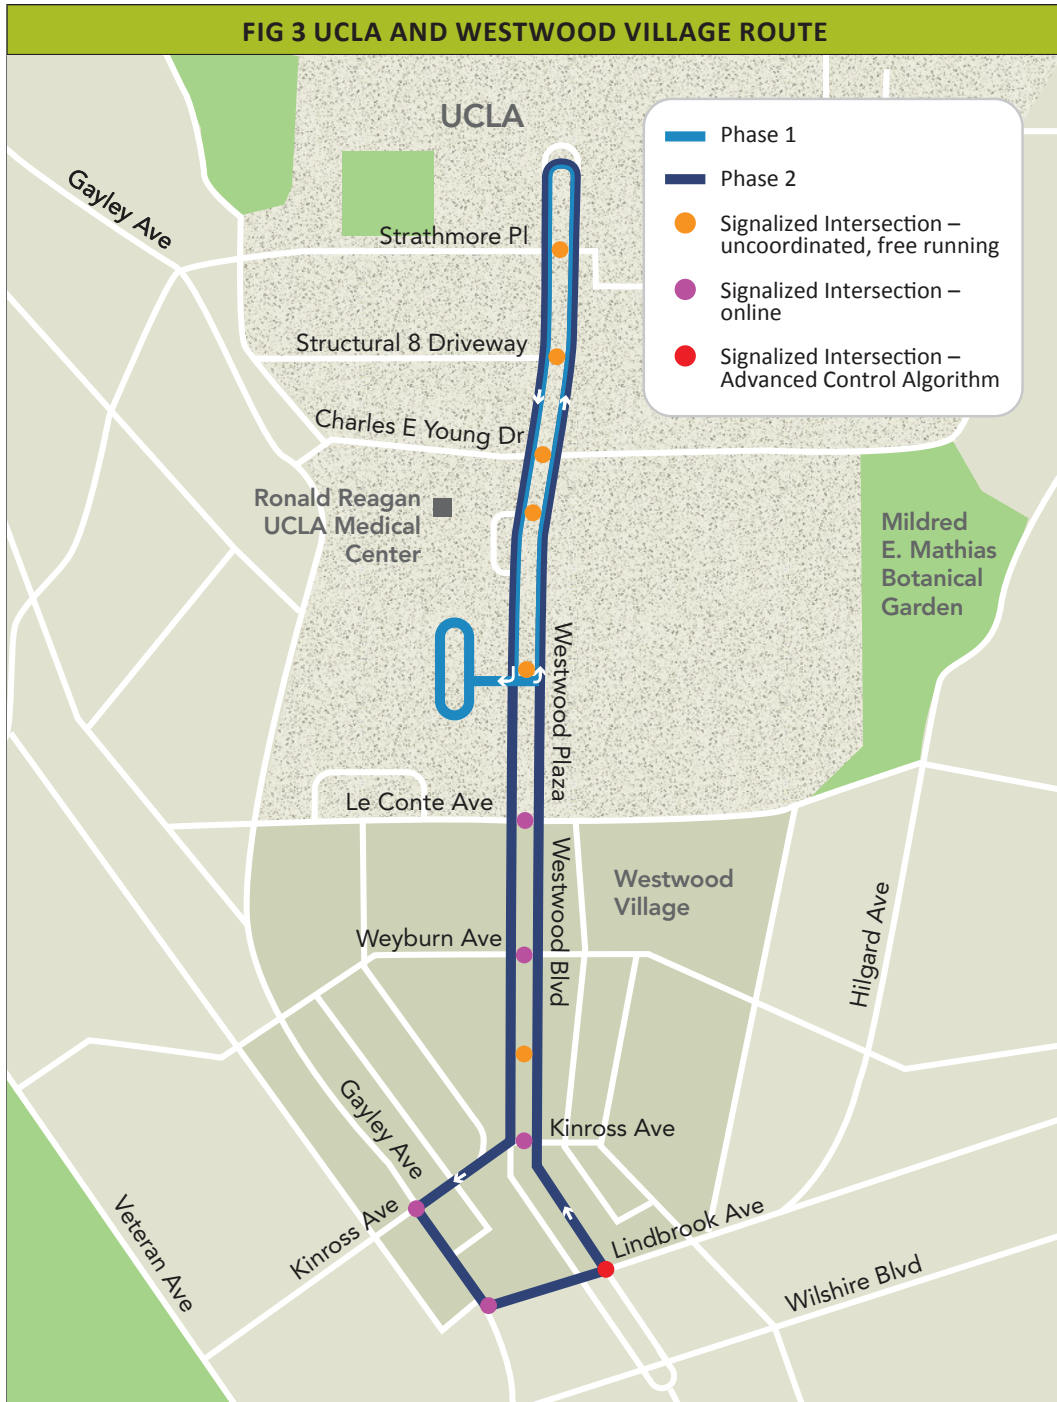 FIG 3 UCLA AND WESTWOOD VILLAGE ROUTE
UCLA
Phase 1
Phase 2
Signalized Intersection –
uncoordinated, free running
Signalized Intersection –
online
Signalized Intersection –
Advanced Control Algorithm
Gayley Ave
Strathmore Pl
Structural 8 Driveway
Charles E Young Dr
Ronald Reagan
UCLA Medical
Center
Mildred
E. Mathias
Botanical
Garden
Westwood Plaza
Le Conte Ave
Westwood Blvd
Westwood
Village
Weyburn Ave
Hilgard Ave
Gayley Ave
Kinross Ave
Kinross Ave
Veteran Ave
Lindbrook Ave
Wilshire Blvd